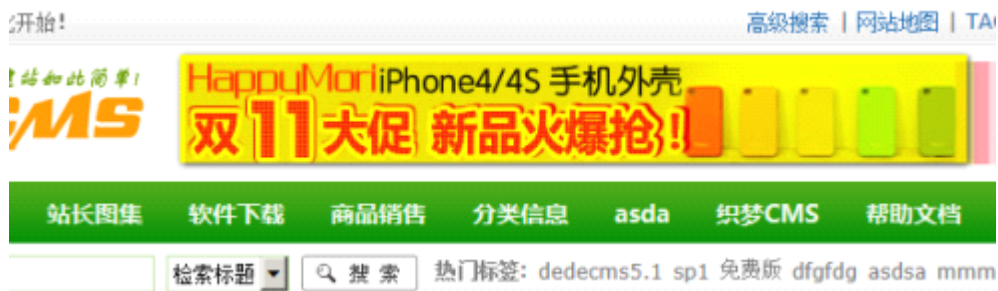 开始!
高级搜索 | 网站地图 |
站如此简单!
CMS
HappyMori iPhone4/4S 手机外壳
双11大促 新品火爆抢!
站长图集 软件下载 商品销售 分类信息 asda 织梦CMS 帮助文档
检索标题 搜 索 热门标签: dedecms5.1 sp1 免费版 dfgfdg asdsa mmm